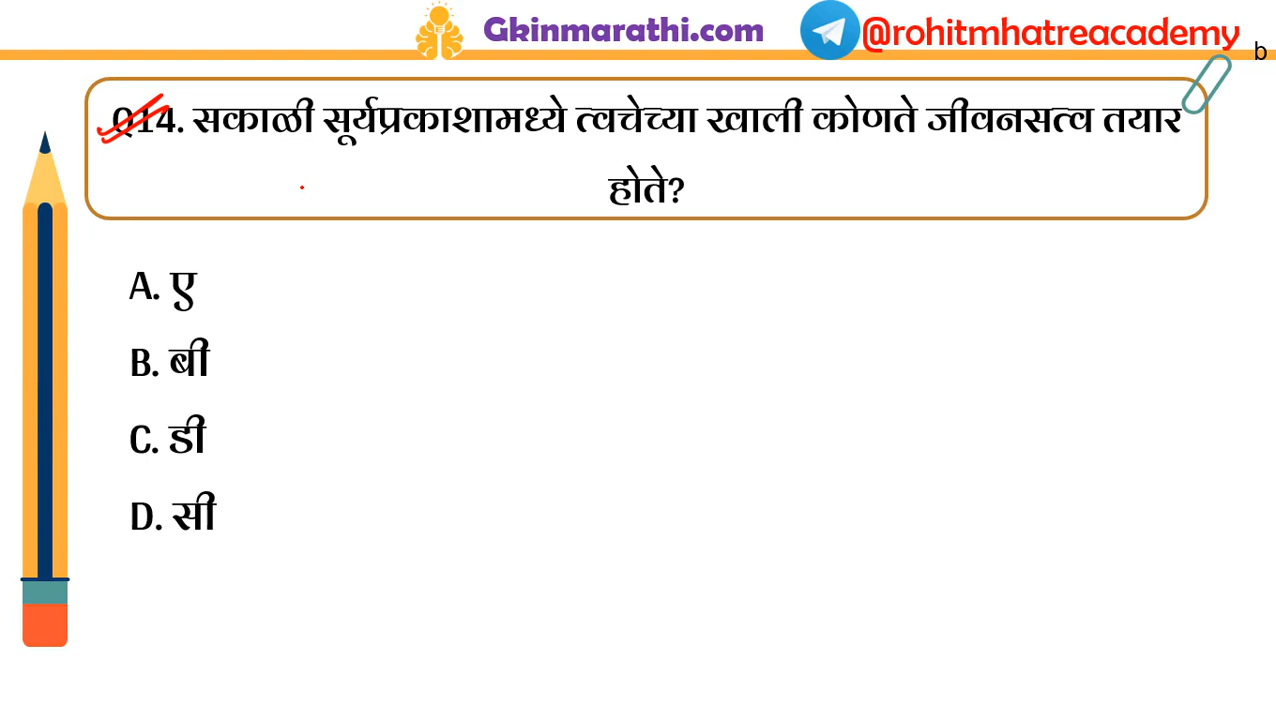 Gkinmarathi.com
@rohitmhatreacademy
b
Q14. सकाळी सूर्यप्रकाशामध्ये त्वचेच्या खाली कोणते जीवनसत्व तयार
होते?
A. ए
B. बी
C. डी
D. सी